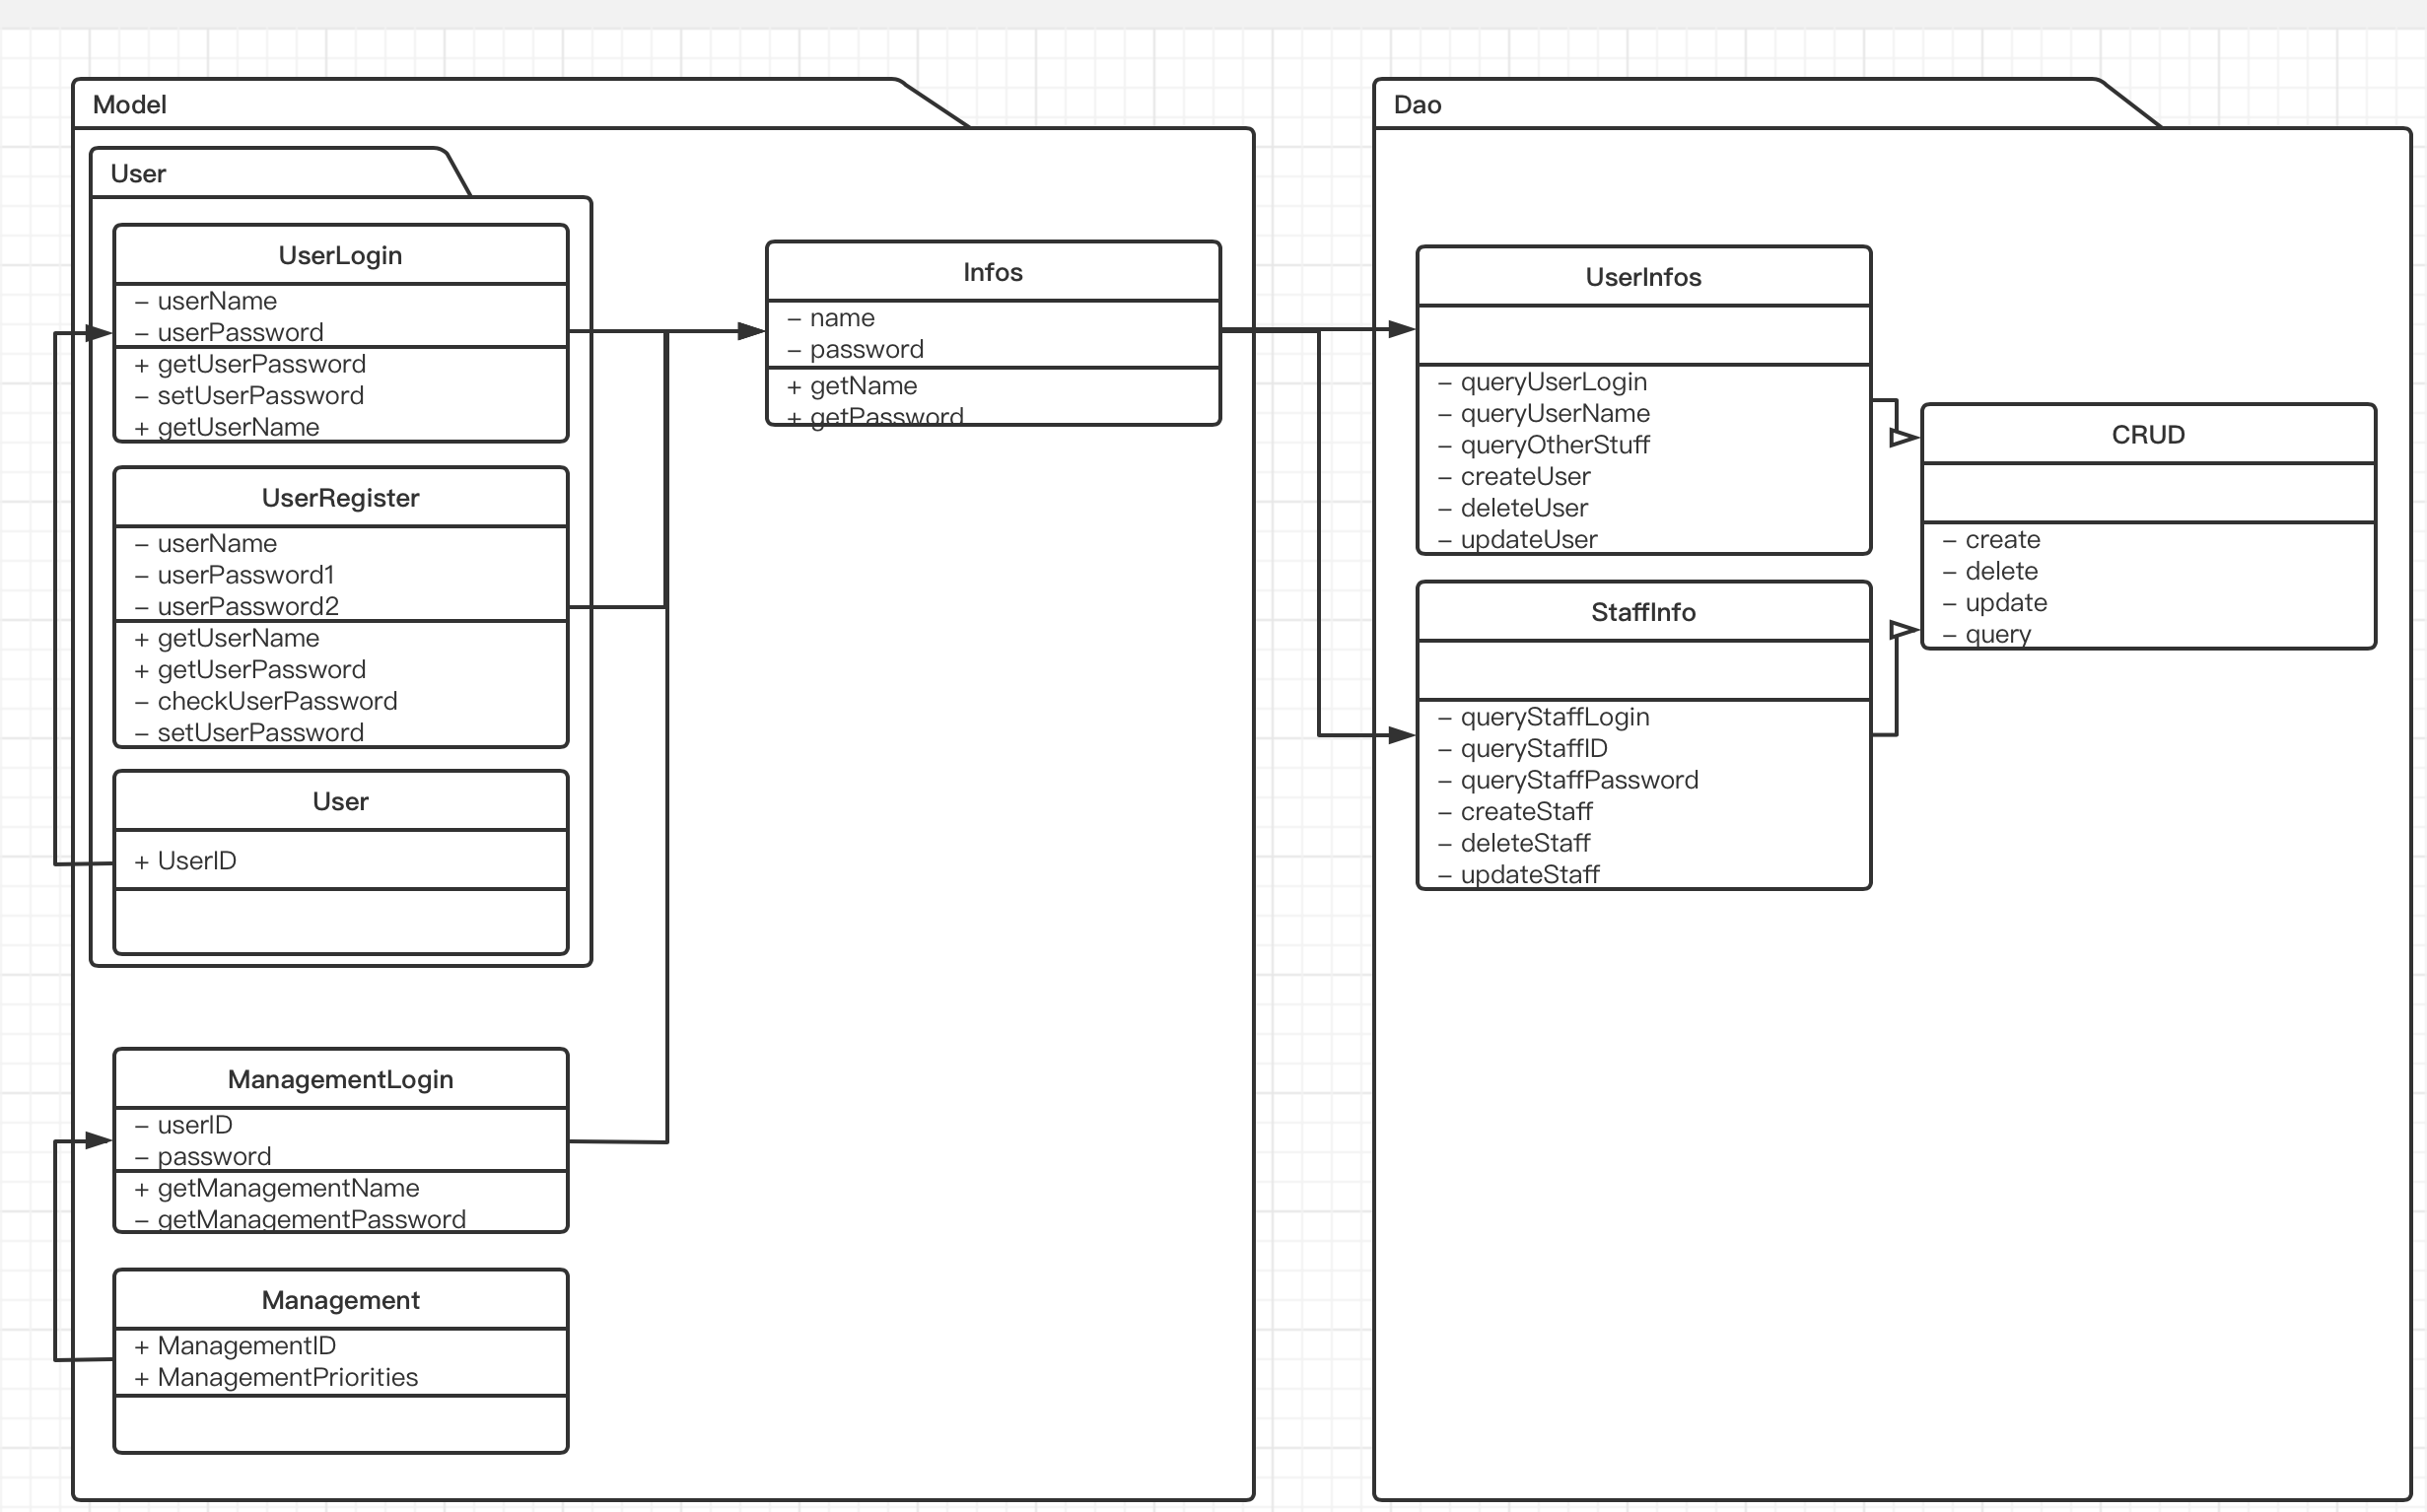 Model
User
UserLogin
– userName
– userPassword
+ getUserPassword
– setUserPassword
+ getUserName
UserRegister
– userName
– userPassword1
– userPassword2
+ getUserName
+ getUserPassword
– checkUserPassword
– setUserPassword
User
+ UserID
ManagementLogin
– userID
– password
+ getManagementName
– getManagementPassword
Management
+ ManagementID
+ ManagementPriorities
Infos
– name
– password
+ getName
+ getPassword
Dao
UserInfos
– queryUserLogin
– queryUserName
– queryOtherStuff
– createUser
– deleteUser
– updateUser
StaffInfo
– queryStaffLogin
– queryStaffID
– queryStaffPassword
– createStaff
– deleteStaff
– updateStaff
CRUD
– create
– delete
– update
– query